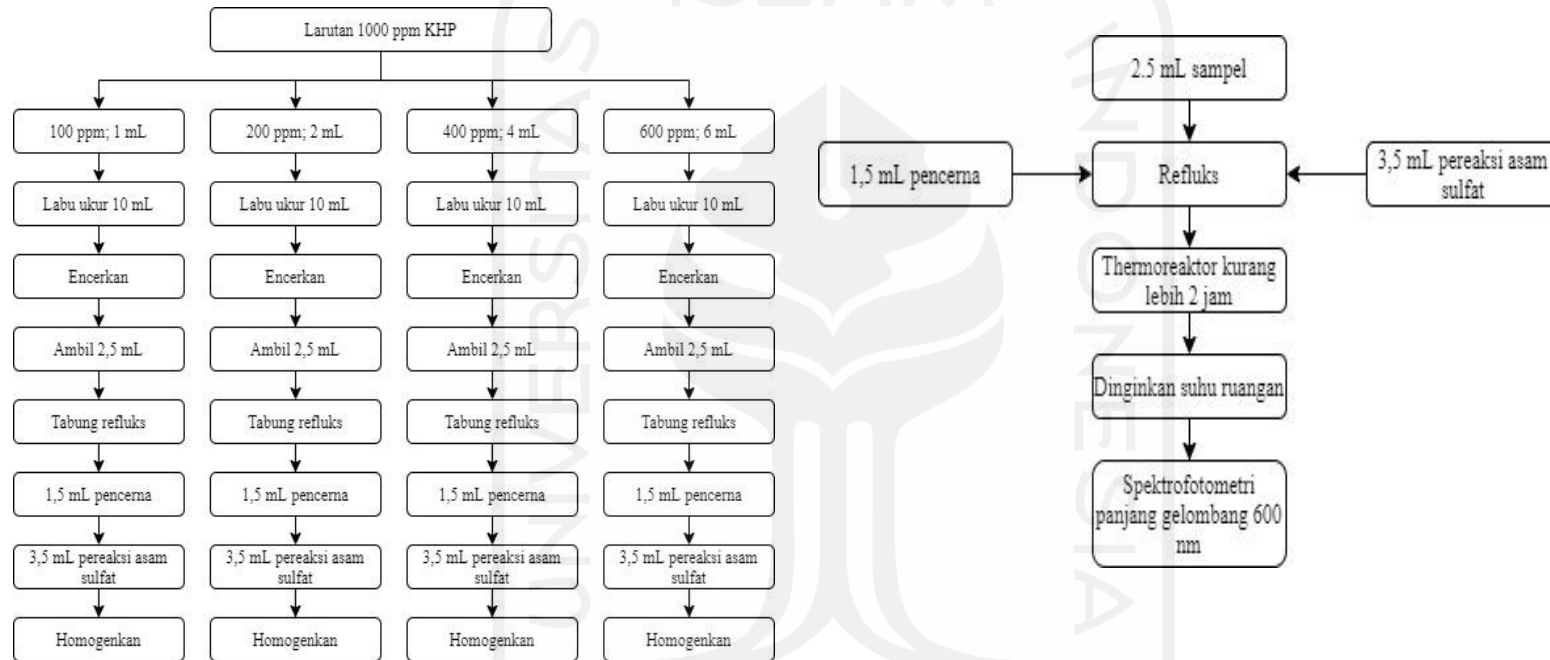 Larutan 1000 ppm KHP
100 ppm; 1 mL
200 ppm; 2 mL
400 ppm; 4 mL
600 ppm; 6 mL
Labu ukur 10 mL
Labu ukur 10 mL
Labu ukur 10 mL
Labu ukur 10 mL
Encerkan
Encerkan
Encerkan
Encerkan
Ambil 2,5 mL
Ambil 2,5 mL
Ambil 2,5 mL
Ambil 2,5 mL
Tabung refluks
Tabung refluks
Tabung refluks
Tabung refluks
1,5 mL pencerna
1,5 mL pencerna
1,5 mL pencerna
1,5 mL pencerna
3,5 mL pereaksi asam
sulfat
3,5 mL pereaksi asam
sulfat
3,5 mL pereaksi asam
sulfat
3,5 mL pereaksi asam
sulfat
Homogenkan
Homogenkan
Homogenkan
Homogenkan
2.5 mL sampel
1,5 mL pencerna
Refluks
3,5 mL pereaksi asam
sulfat
Thermoreaktor kurang
lebih 2 jam
Dinginkan suhu ruangan
Spektrofotometri
panjang gelombang 600
nm
ISLAM
UNIVERSITAS
INDONESIA